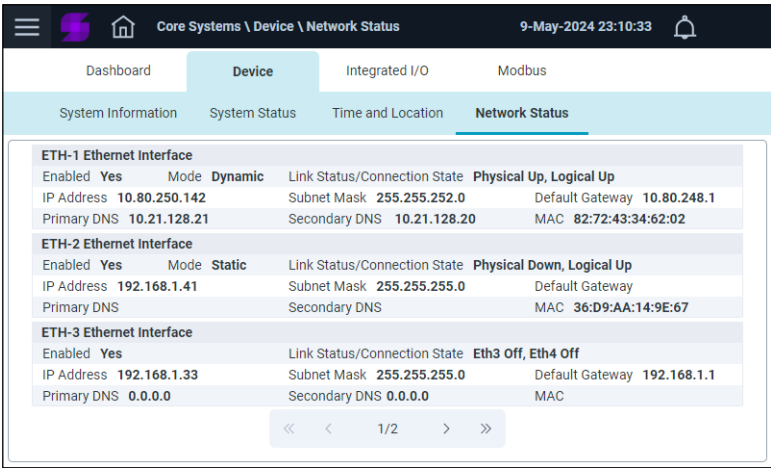 Core Systems \ Device \ Network Status 9-May-2024 23:10:33
Dashboard Device Integrated I/O Modbus
System Information System Status Time and Location Network Status
ETH-1 Ethernet Interface
Enabled Yes Mode Dynamic Link Status/Connection State Physical Up, Logical Up
IP Address 10.80.250.142 Subnet Mask 255.255.252.0 Default Gateway 10.80.248.1
Primary DNS 10.21.128.21 Secondary DNS 10.21.128.20 MAC 82:72:43:34:62:02
ETH-2 Ethernet Interface
Enabled Yes Mode Static Link Status/Connection State Physical Down, Logical Up
IP Address 192.168.1.41 Subnet Mask 255.255.255.0 Default Gateway
Primary DNS Secondary DNS MAC 36:D9:AA:14:9E:67
ETH-3 Ethernet Interface
Enabled Yes Link Status/Connection State Eth3 Off, Eth4 Off
IP Address 192.168.1.33 Subnet Mask 255.255.255.0 Default Gateway 192.168.1.1
Primary DNS 0.0.0.0 Secondary DNS 0.0.0.0 MAC
1/2